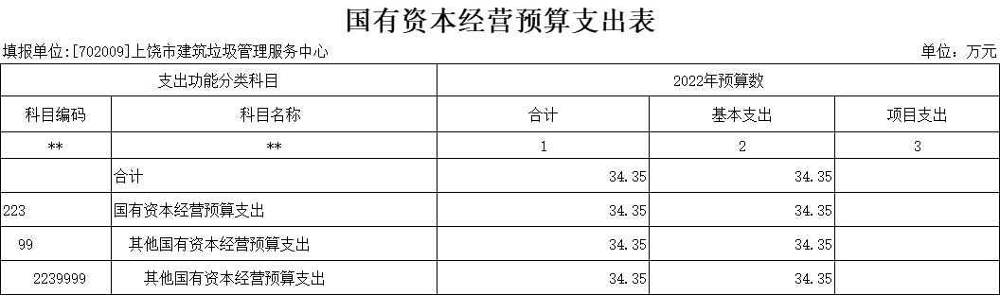 国有资本经营预算支出表
填报单位:[702009]上饶市建筑垃圾管理服务中心 单位：万元
支出功能分类科目 2022年预算数
科目编码 科目名称 合计 基本支出 项目支出
** ** 1 2 3
合计 34.35 34.35
223 国有资本经营预算支出 34.35 34.35
99 其他国有资本经营预算支出 34.35 34.35
2239999 其他国有资本经营预算支出 34.35 34.35